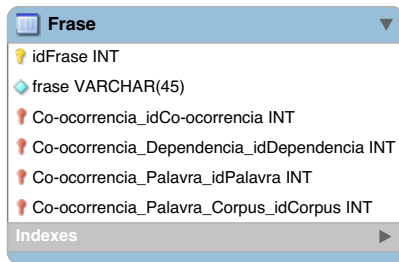 Frase
idFrase INT
frase VARCHAR(45)
Co-ocorrencia_idCo-ocorrencia INT
Co-ocorrencia_Dependencia_idDependencia INT
Co-ocorrencia_Palavra_idPalavra INT
Co-ocorrencia_Palavra_Corpus_idCorpus INT
Indexes